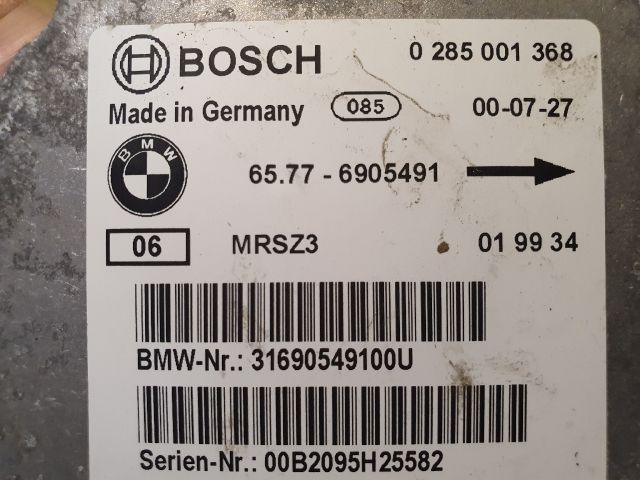 BOSCH 0 285 001 368
Made in Germany 085 00-07-27
BMW 65.77 - 6905491
06 MRSZ3 01 99 34
BMW-Nr.: 31690549100U
Serien-Nr.: 00B2095H25582